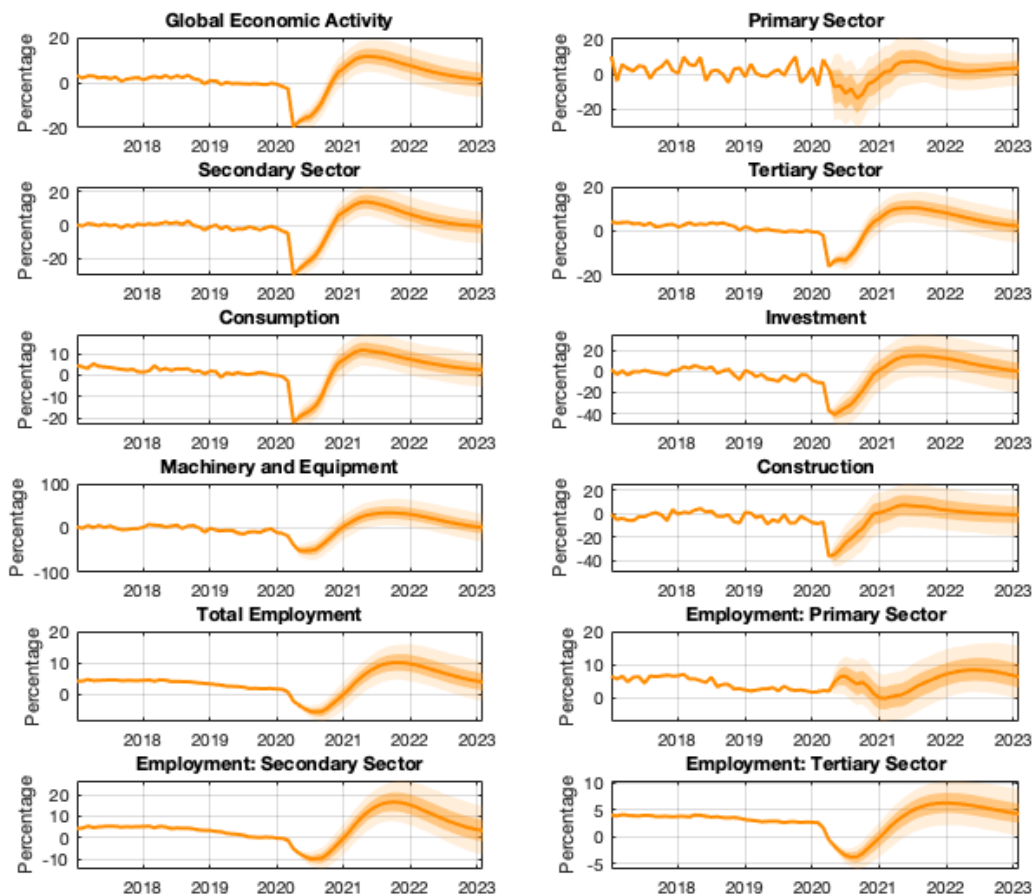 Global Economic Activity
Percentage
20
0
-20
2018 2019 2020 2021 2022 2023
Primary Sector
Percentage
20
0
-20
2018 2019 2020 2021 2022 2023
Secondary Sector
Percentage
20
0
-20
2018 2019 2020 2021 2022 2023
Tertiary Sector
Percentage
20
0
-20
2018 2019 2020 2021 2022 2023
Consumption
Percentage
10
0
-10
-20
2018 2019 2020 2021 2022 2023
Investment
Percentage
20
0
-20
-40
2018 2019 2020 2021 2022 2023
Machinery and Equipment
Percentage
100
0
-100
2018 2019 2020 2021 2022 2023
Construction
Percentage
20
0
-20
-40
2018 2019 2020 2021 2022 2023
Total Employment
Percentage
20
10
0
2018 2019 2020 2021 2022 2023
Employment: Primary Sector
Percentage
20
10
0
2018 2019 2020 2021 2022 2023
Employment: Secondary Sector
Percentage
20
10
0
-10
2018 2019 2020 2021 2022 2023
Employment: Tertiary Sector
Percentage
10
5
0
-5
2018 2019 2020 2021 2022 2023